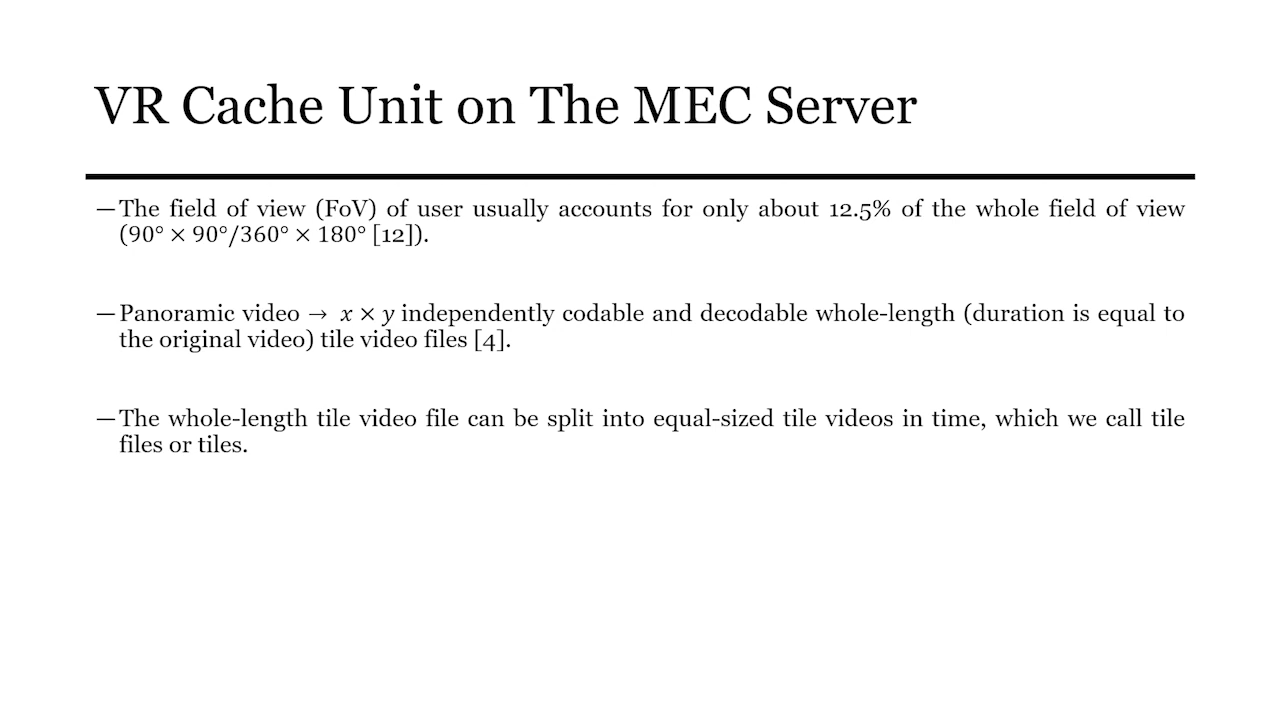 VR Cache Unit on The MEC Server
—The field of view (FoV) of user usually accounts for only about 12.5% of the whole field of view
(90° × 90°/360° × 180° [12]).
—Panoramic video → 𝑥 × 𝑦 independently codable and decodable whole-length (duration is equal to
the original video) tile video files [4].
—The whole-length tile video file can be split into equal-sized tile videos in time, which we call tile
files or tiles.